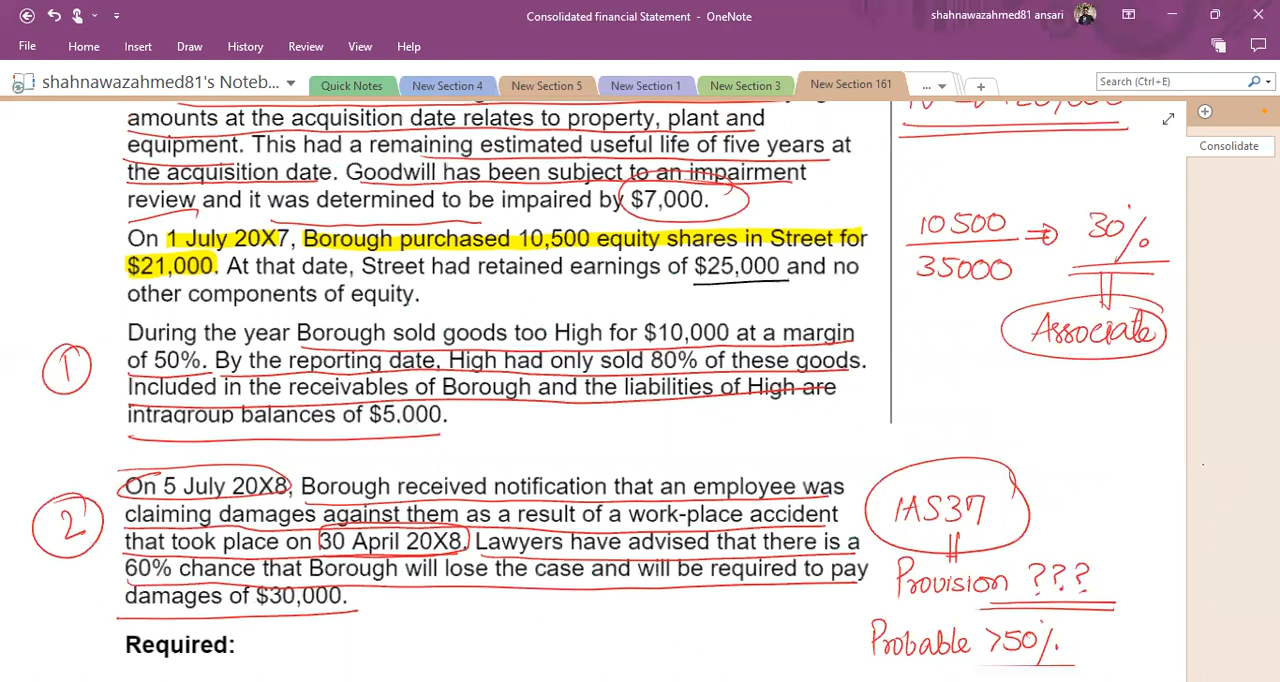 Consolidated financial Statement - OneNote
shahnawazahmed81 ansari
File Home Insert Draw History Review View Help
shahnawazahmed81's Notebo...
Quick Notes
New Section 4
New Section 5
New Section 1
New Section 3
New Section 161
...
Search (Ctrl+E)
Consolidate
amounts at the acquisition date relates to property, plant and
equipment. This had a remaining estimated useful life of five years at
the acquisition date. Goodwill has been subject to an impairment
review and it was determined to be impaired by $7,000.
On 1 July 20X7, Borough purchased 10,500 equity shares in Street for
$21,000. At that date, Street had retained earnings of $25,000 and no
other components of equity.
10500
35000
30%
Associate
1
During the year Borough sold goods too High for $10,000 at a margin
of 50%. By the reporting date, High had only sold 80% of these goods.
Included in the receivables of Borough and the liabilities of High are
intragroup balances of $5,000.
2
On 5 July 20X8, Borough received notification that an employee was
claiming damages against them as a result of a work-place accident
that took place on 30 April 20X8. Lawyers have advised that there is a
60% chance that Borough will lose the case and will be required to pay
damages of $30,000.
IAS37
Provision ???
Probable >50%.
Required: